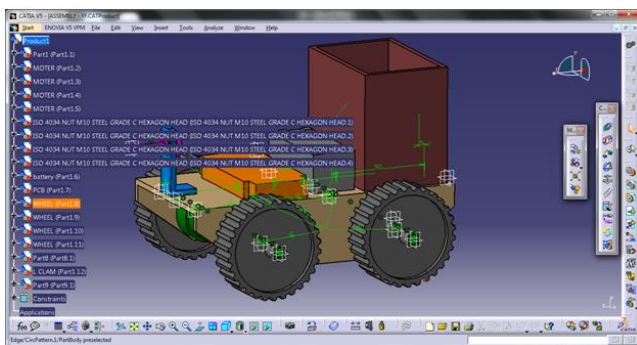 CATIA V5 - [ASSEMBLY - FF.CATProduct]
Start ENOVIA V5 VPM File Edit View Insert Tools Analyze Window Help
Product1
Part1 (Part1.1)
MOTER (Part1.2)
MOTER (Part1.3)
MOTER (Part1.4)
MOTER (Part1.5)
ISO 4034 NUT M10 STEEL GRADE C HEXAGON HEAD (ISO 4034 NUT M10 STEEL GRADE C HEXAGON HEAD.1)
ISO 4034 NUT M10 STEEL GRADE C HEXAGON HEAD (ISO 4034 NUT M10 STEEL GRADE C HEXAGON HEAD.2)
ISO 4034 NUT M10 STEEL GRADE C HEXAGON HEAD (ISO 4034 NUT M10 STEEL GRADE C HEXAGON HEAD.3)
ISO 4034 NUT M10 STEEL GRADE C HEXAGON HEAD (ISO 4034 NUT M10 STEEL GRADE C HEXAGON HEAD.4)
battery (Part1.6)
PCB (Part1.7)
WHEEL (Part1.8)
WHEEL (Part1.9)
WHEEL (Part1.10)
WHEEL (Part1.11)
Part8 (Part8.1)
L CLAM (Part1.12)
Part9 (Part9.1)
Constraints
Applications
Edge/CircPattern.1/PartBody preselected